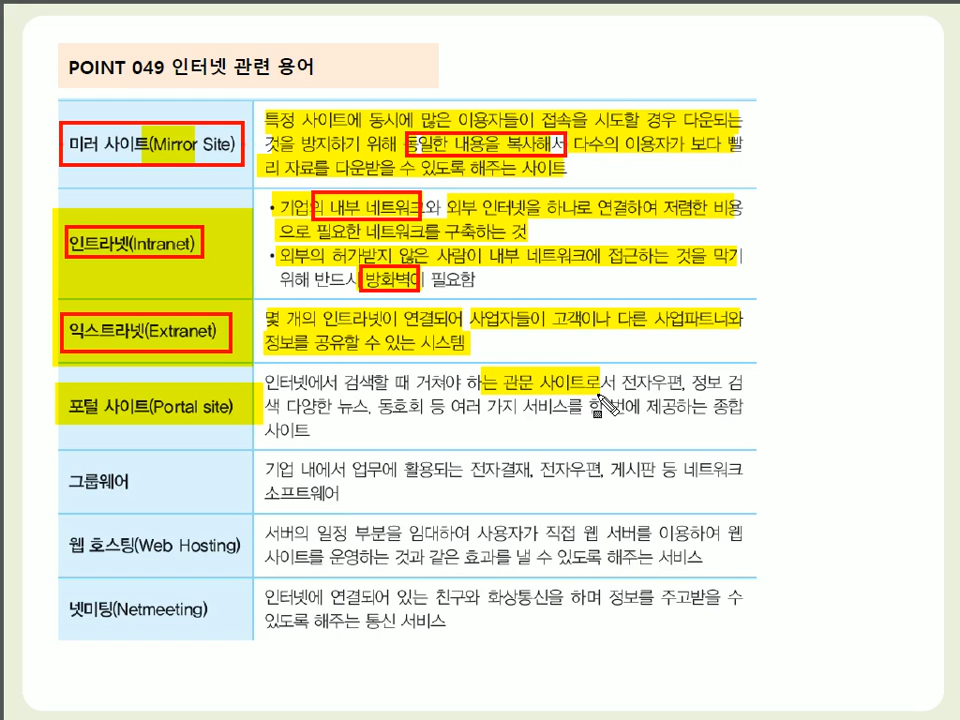 POINT 049 인터넷 관련 용어
미러 사이트(Mirror Site)
특정 사이트에 동시에 많은 이용자들이 접속을 시도할 경우 다운되는
것을 방지하기 위해 동일한 내용을 복사해서 다수의 이용자가 보다 빨
리 자료를 다운받을 수 있도록 해주는 사이트
인트라넷(Intranet)
• 기업의 내부 네트워크와 외부 인터넷을 하나로 연결하여 저렴한 비용
으로 필요한 네트워크를 구축하는 것
• 외부의 허가받지 않은 사람이 내부 네트워크에 접근하는 것을 막기
위해 반드시 방화벽이 필요함
익스트라넷(Extranet)
몇 개의 인트라넷이 연결되어 사업자들이 고객이나 다른 사업파트너와
정보를 공유할 수 있는 시스템
포털 사이트(Portal site)
인터넷에서 검색할 때 거쳐야 하는 관문 사이트로서 전자우편, 정보 검
색 다양한 뉴스, 동호회 등 여러 가지 서비스를 한 번에 제공하는 종합
사이트
그룹웨어
기업 내에서 업무에 활용되는 전자결재, 전자우편, 게시판 등 네트워크
소프트웨어
웹 호스팅(Web Hosting)
서버의 일정 부분을 임대하여 사용자가 직접 웹 서버를 이용하여 웹
사이트를 운영하는 것과 같은 효과를 낼 수 있도록 해주는 서비스
넷미팅(Netmeeting)
인터넷에 연결되어 있는 친구와 화상통신을 하며 정보를 주고받을 수
있도록 해주는 통신 서비스